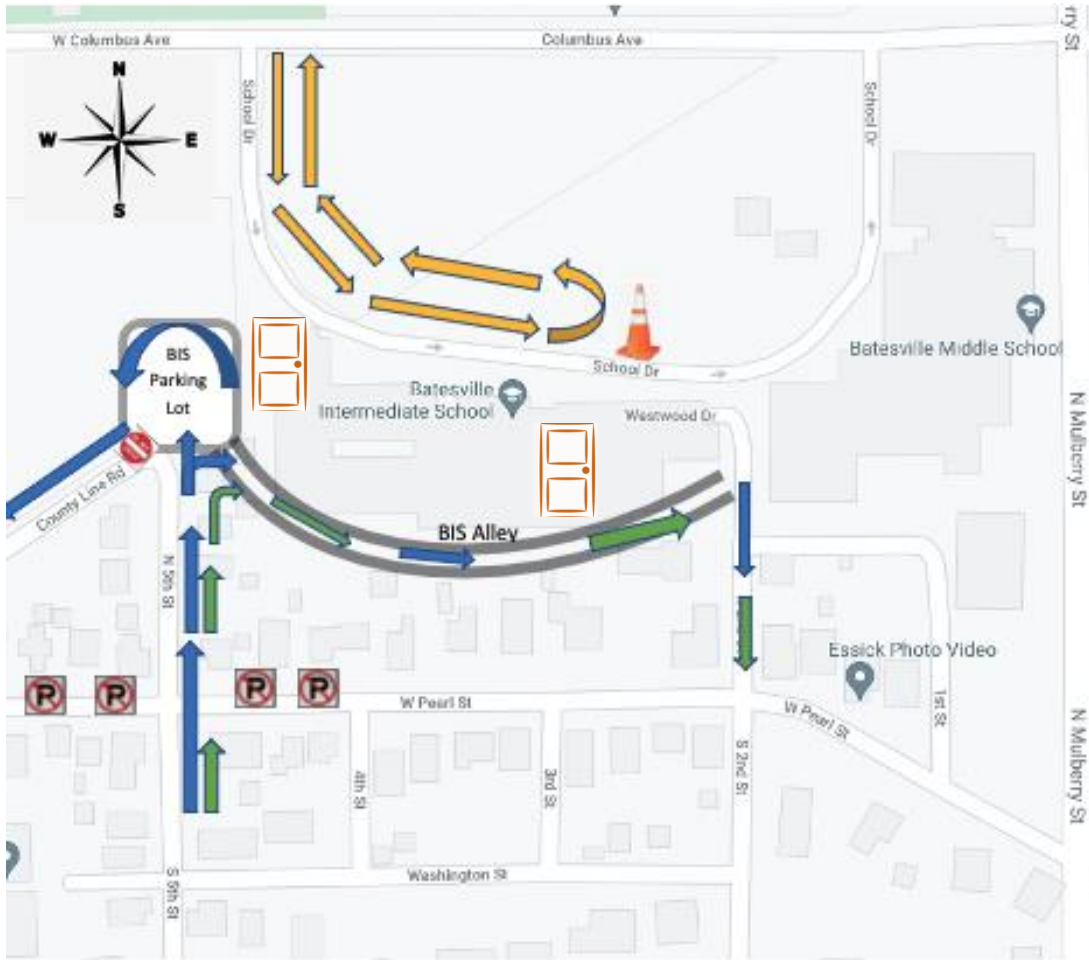 W Columbus Ave
Columbus Ave
ry St
N
W
E
S
School Dr
School Dr
BIS
Parking
Lot
Batesville
Intermediate School
School Dr
Batesville Middle School
Westwood Dr
N Mulberry St
County Line Rd
BIS Alley
N 5th St
Essick Photo Video
P
P
P
P
W Pearl St
W Pearl St
1st St
N Mulberry St
4th St
3rd St
S 2nd St
Washington St
S 5th St